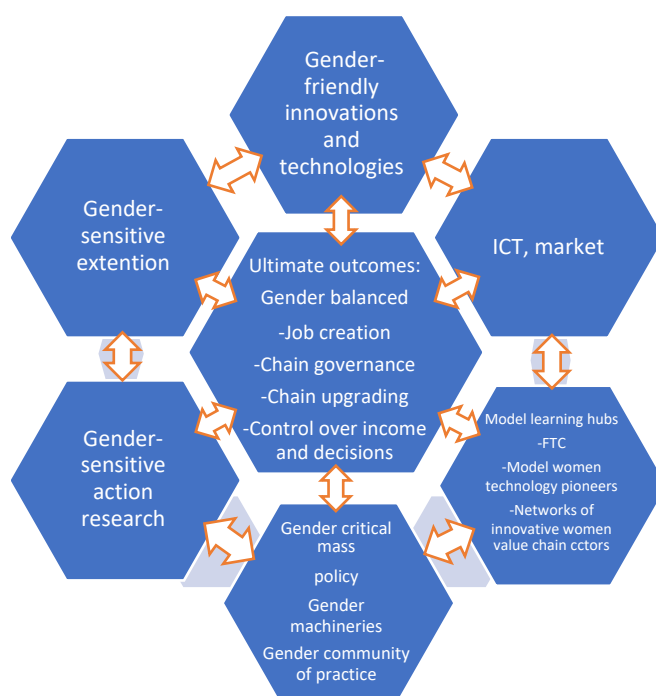 Gender-
friendly
innovations
and
technologies
Gender-
sensitive
extention
ICT, market
Ultimate outcomes:
Gender balanced
-Job creation
-Chain governance
-Chain upgrading
-Control over income
and decisions
Gender-
sensitive
action
research
Model learning hubs
-FTC
-Model women
technology pioneers
-Networks of
innovative women
value chain cctors
Gender critical
mass
policy
Gender
machineries
Gender community
of practice